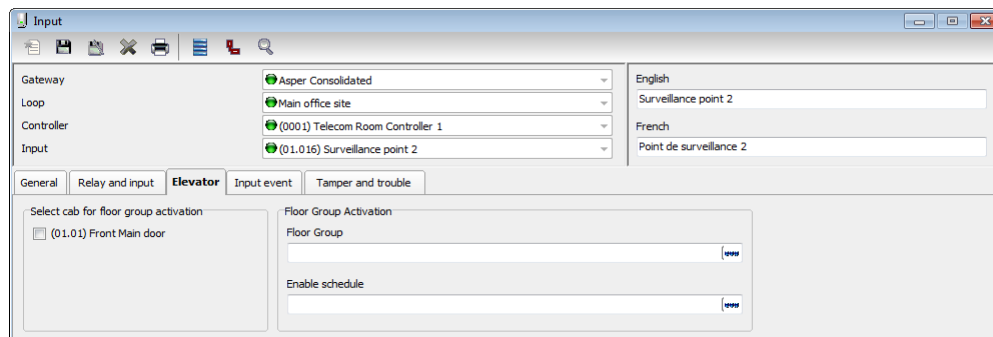 Input
Gateway
Asper Consolidated
Loop
Main office site
Controller
(0001) Telecom Room Controller 1
Input
(01.016) Surveillance point 2
English
Surveillance point 2
French
Point de surveillance 2
General Relay and input Elevator Input event Tamper and trouble
Select cab for floor group activation
(01.01) Front Main door
Floor Group Activation
Floor Group
Enable schedule